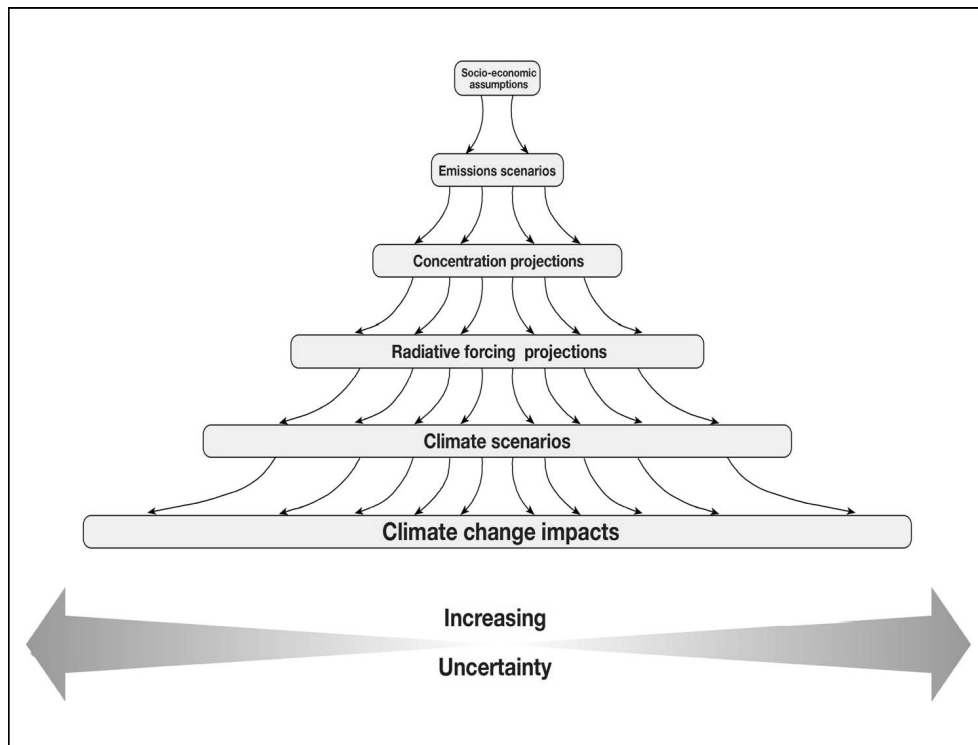 Socio-economic
assumptions
Emissions scenarios
Concentration projections
Radiative forcing projections
Climate scenarios
Climate change impacts
Increasing
Uncertainty